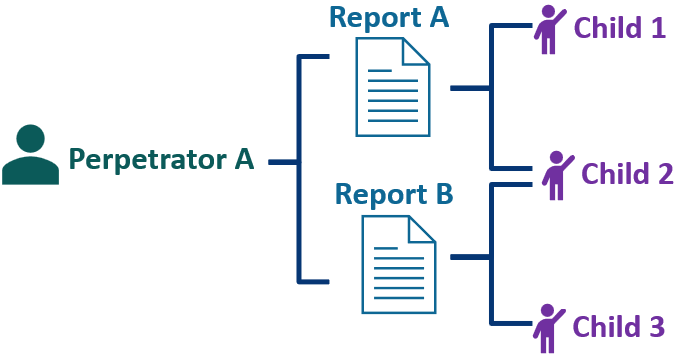 Report A
Child 1
Perpetrator A
Child 2
Report B
Child 3